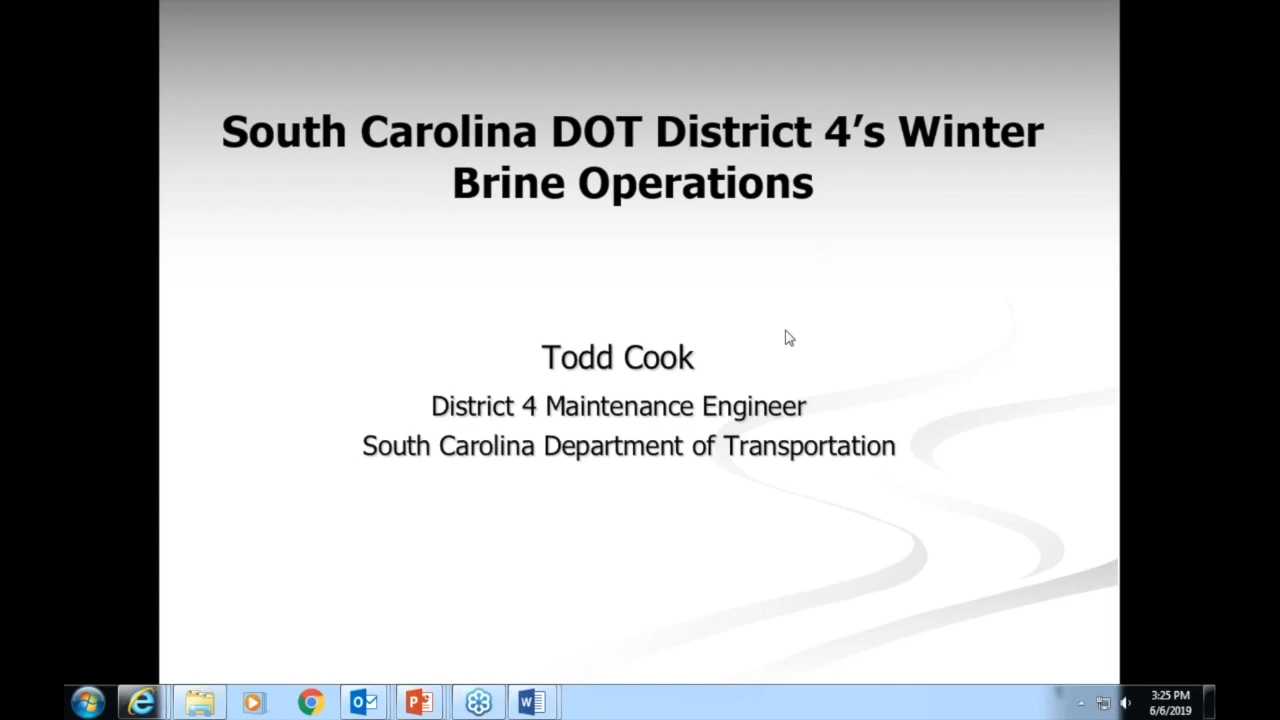 South Carolina DOT District 4’s Winter
Brine Operations
Todd Cook
District 4 Maintenance Engineer
South Carolina Department of Transportation
3:25 PM
6/6/2019